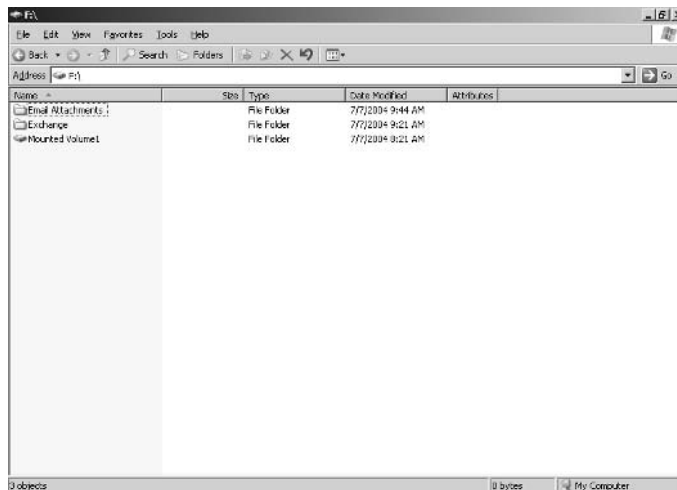 F:\
File Edit View Favorites Tools Help
Back Search Folders
Address F:\ Go
Name Size Type Date Modified Attributes
Email Attachments File Folder 7/7/2004 9:44 AM
Exchange File Folder 7/7/2004 9:21 AM
Mounted Volume1 File Folder 7/7/2004 8:21 AM
3 objects 0 bytes My Computer